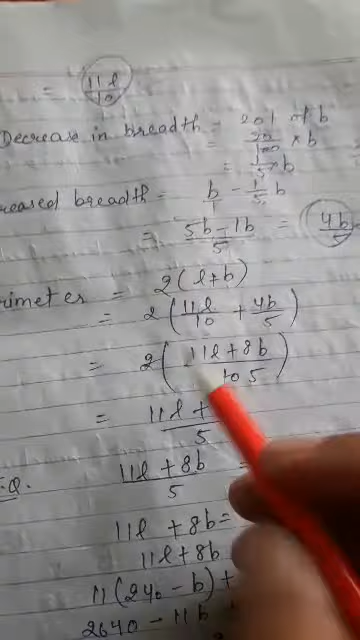 = 11l/10
Decrease in breadth = 20% of b
= 20/100 × b
= 1/5 × b
reased breadth = b/1 - 1/5 b
= 5b - 1b/5 = 4b/5
rimeter = 2(l+b)
= 2(11l/10 + 4b/5)
= 2(11l + 8b/10 5)
= 11l +/5
EQ. 11l + 8b/5 =
11l + 8b =
11l + 8b
11(240 - b) +
2640 - 11b